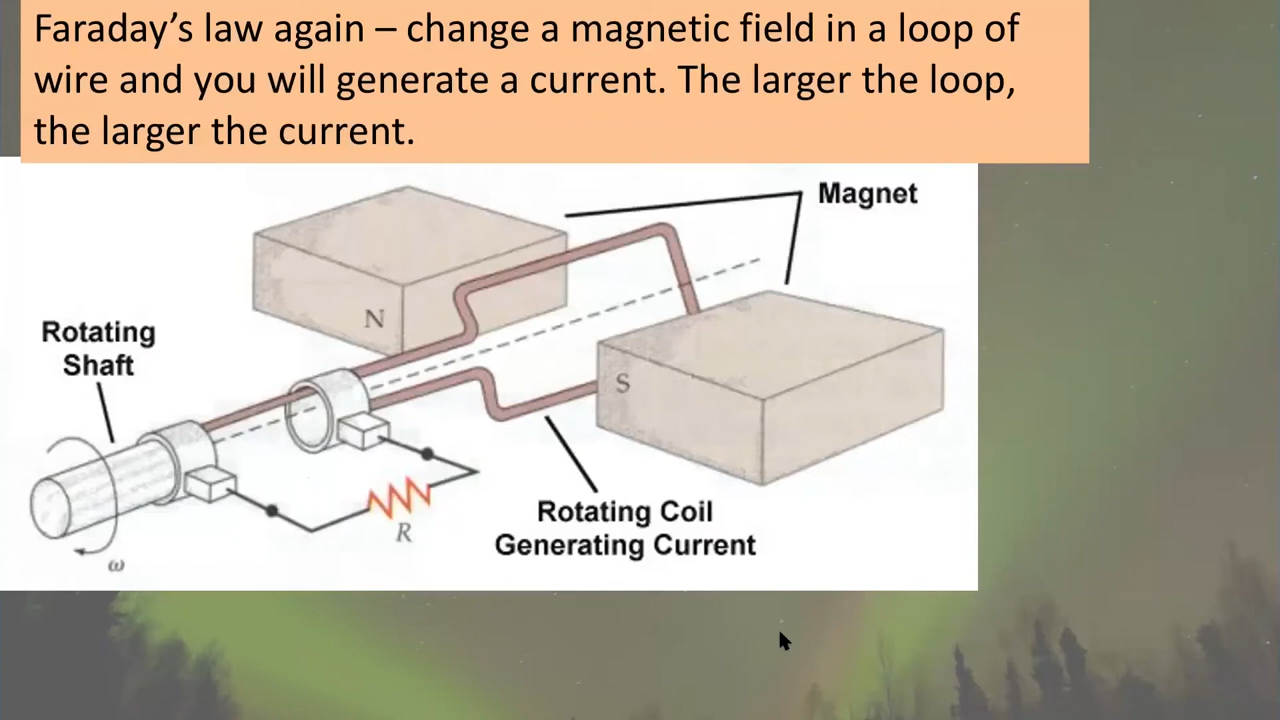 Faraday’s law again – change a magnetic field in a loop of
wire and you will generate a current. The larger the loop,
the larger the current.
Magnet
N
Rotating
Shaft
S
R
Rotating Coil
Generating Current
ω